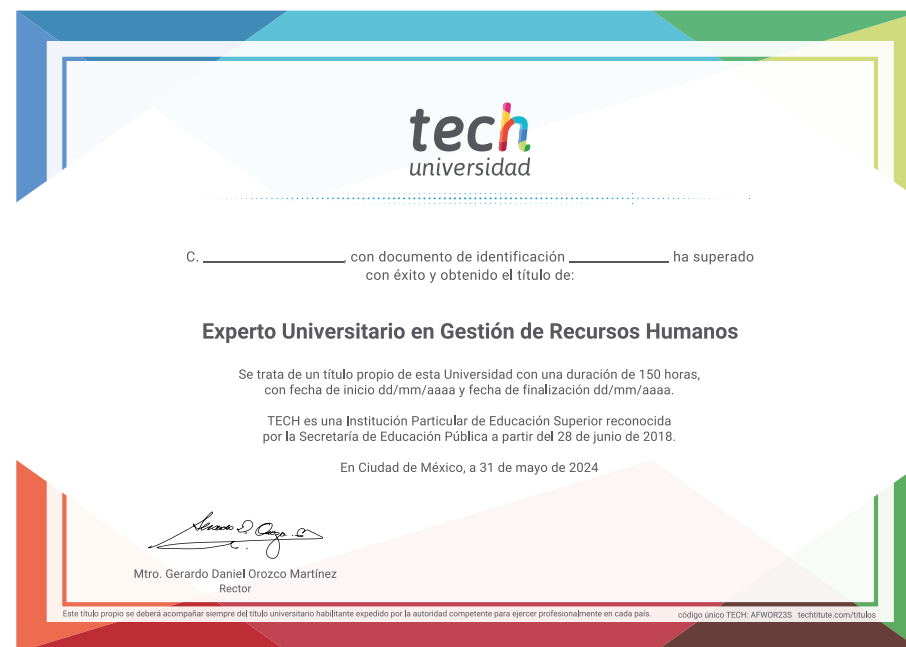 tech
universidad
C. ____________________, con documento de identificación ______________ ha superado
con éxito y obtenido el título de:
Experto Universitario en Gestión de Recursos Humanos
Se trata de un título propio de esta Universidad con una duración de 150 horas,
con fecha de inicio dd/mm/aaaa y fecha de finalización dd/mm/aaaa.
TECH es una Institución Particular de Educación Superior reconocida
por la Secretaría de Educación Pública a partir del 28 de junio de 2018.
En Ciudad de México, a 31 de mayo de 2024
Mtro. Gerardo Daniel Orozco Martínez
Rector
Este título propio se deberá acompañar siempre del título universitario habilitante expedido por la autoridad competente para ejercer profesionalmente en cada país. código único TECH: AFWOR23S techtitute.com/titulos